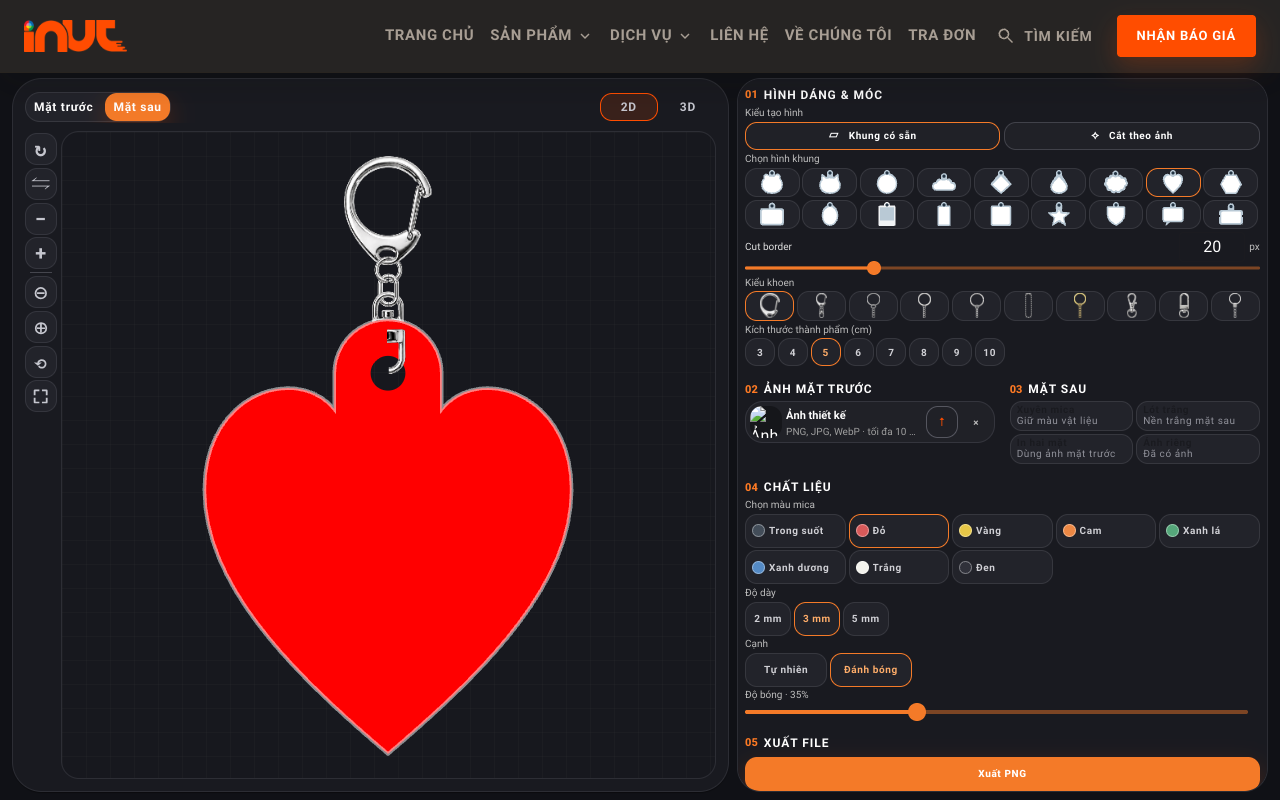 inut
TRANG CHỦ
SẢN PHẨM
DỊCH VỤ
LIÊN HỆ
VỀ CHÚNG TÔI
TRA ĐƠN
TÌM KIẾM
NHẬN BÁO GIÁ
Mặt trước
Mặt sau
2D
3D
01 HÌNH DÁNG & MÓC
Kiểu tạo hình
Khung có sẵn
Cắt theo ảnh
Chọn hình khung
Cut border
20
px
Kiểu khoen
Kích thước thành phẩm (cm)
3
4
5
6
7
8
9
10
02 ẢNH MẶT TRƯỚC
Ảnh thiết kế
PNG, JPG, WebP · tối đa 10 ...
03 MẶT SAU
Giữ màu vật liệu
Nền trắng mặt sau
In hai mặt
Dùng ảnh mặt trước
Đã có ảnh
04 CHẤT LIỆU
Chọn màu mica
Trong suốt
Đỏ
Vàng
Cam
Xanh lá
Xanh dương
Trắng
Đen
Độ dày
2 mm
3 mm
5 mm
Cạnh
Tự nhiên
Đánh bóng
Độ bóng · 35%
05 XUẤT FILE
Xuất PNG